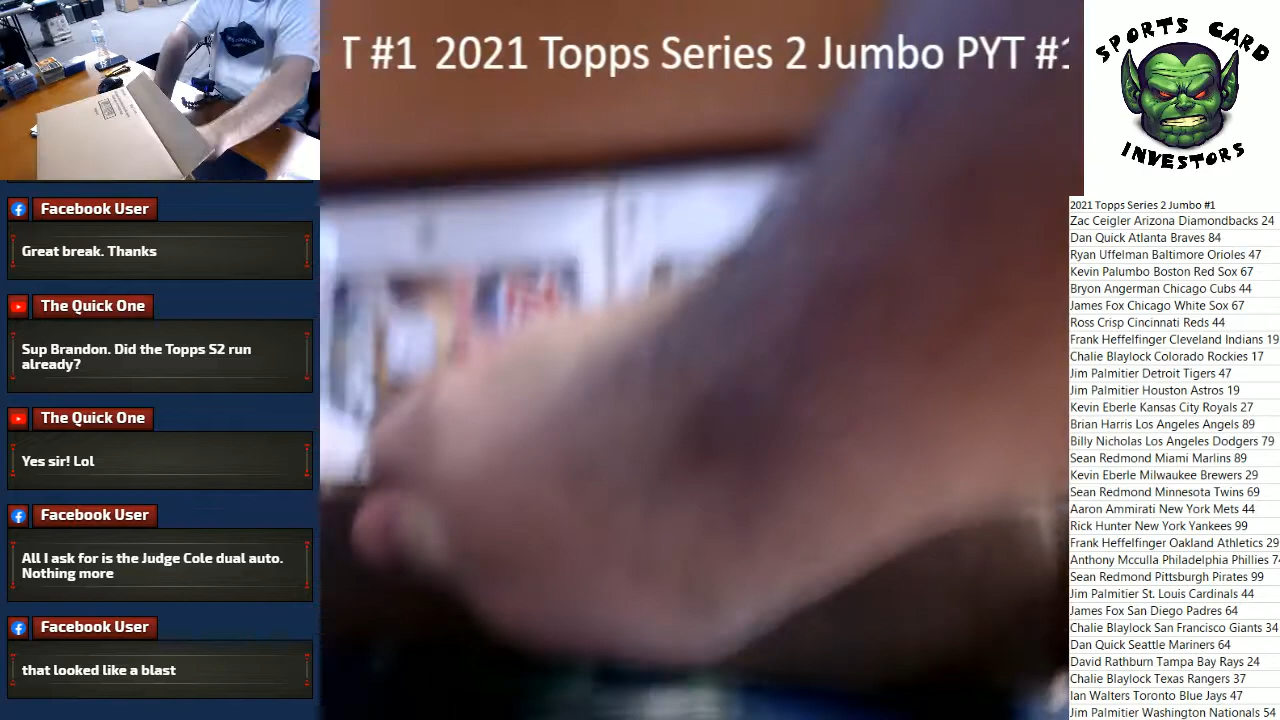 T #1 2021 Topps Series 2 Jumbo PYT #1
SPORTS CARD
INVESTORS
Facebook User
Great break. Thanks
The Quick One
Sup Brandon. Did the Topps S2 run
already?
The Quick One
Yes sir! Lol
Facebook User
All I ask for is the Judge Cole dual auto.
Nothing more
Facebook User
that looked like a blast
2021 Topps Series 2 Jumbo #1
Zac Ceigler Arizona Diamondbacks 24
Dan Quick Atlanta Braves 84
Ryan Uffelman Baltimore Orioles 47
Kevin Palumbo Boston Red Sox 67
Bryon Angerman Chicago Cubs 44
James Fox Chicago White Sox 67
Ross Crisp Cincinnati Reds 44
Frank Heffelfinger Cleveland Indians 19
Chalie Blaylock Colorado Rockies 17
Jim Palmitier Detroit Tigers 47
Jim Palmitier Houston Astros 19
Kevin Eberle Kansas City Royals 27
Brian Harris Los Angeles Angels 89
Billy Nicholas Los Angeles Dodgers 79
Sean Redmond Miami Marlins 89
Kevin Eberle Milwaukee Brewers 29
Sean Redmond Minnesota Twins 69
Aaron Ammirati New York Mets 44
Rick Hunter New York Yankees 99
Frank Heffelfinger Oakland Athletics 29
Anthony Mcculla Philadelphia Phillies 74
Sean Redmond Pittsburgh Pirates 99
Jim Palmitier St. Louis Cardinals 44
James Fox San Diego Padres 64
Chalie Blaylock San Francisco Giants 34
Dan Quick Seattle Mariners 64
David Rathburn Tampa Bay Rays 24
Chalie Blaylock Texas Rangers 37
Ian Walters Toronto Blue Jays 47
Jim Palmitier Washington Nationals 54